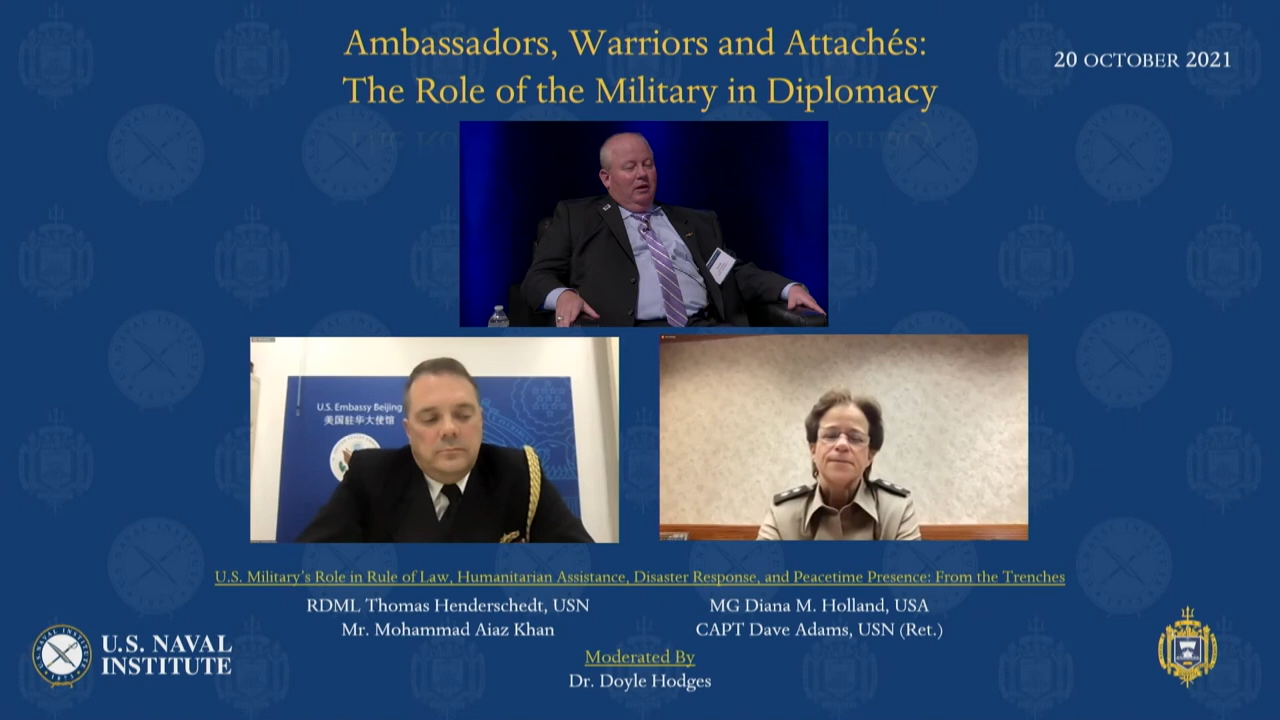 Ambassadors, Warriors and Attachés:
The Role of the Military in Diplomacy
20 OCTOBER 2021
U.S. Embassy Beijing
美国驻华大使馆
U.S. Military's Role in Rule of Law, Humanitarian Assistance, Disaster Response, and Peacetime Presence: From the Trenches
RDML Thomas Henderschedt, USN
MG Diana M. Holland, USA
Mr. Mohammad Aiaz Khan
CAPT Dave Adams, USN (Ret.)
Moderated By
Dr. Doyle Hodges
U.S. NAVAL
INSTITUTE